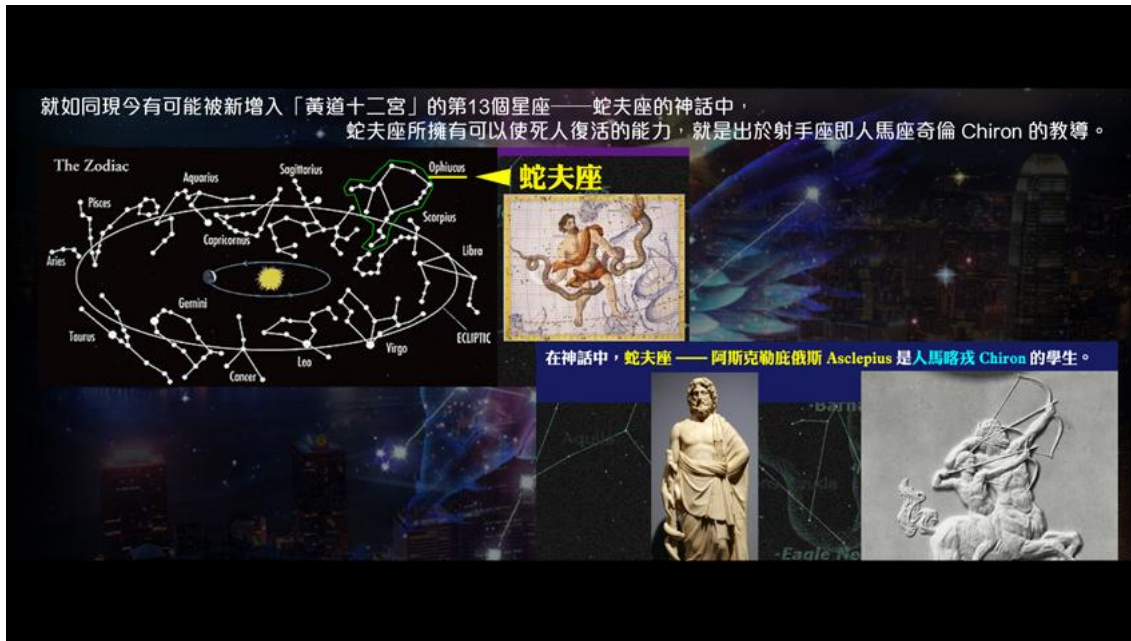 就如同現今有可能被新增入「黃道十二宮」的第13個星座——蛇夫座的神話中，
蛇夫座所擁有可以使死人復活的能力，就是出於射手座即人馬座奇倫 Chiron 的教導。
The Zodiac
Aquarius
Sagittarius
Ophiucus
蛇夫座
Pisces
Scorpius
Capricornus
Libra
Aries
Gemini
Taurus
Cancer
Leo
Virgo
ECLIPTIC
在神話中，蛇夫座 —— 阿斯克勒庇俄斯 Asclepius 是人馬喀戎 Chiron 的學生。
Aquila
Eagle Ne